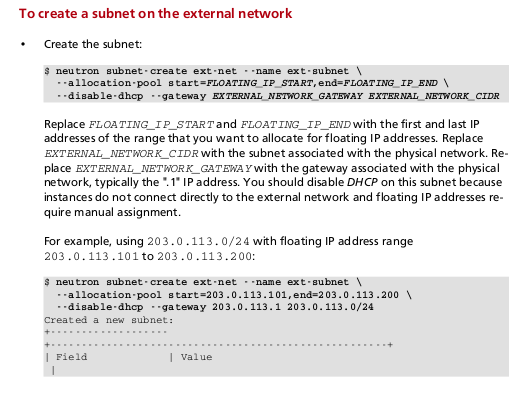 To create a subnet on the external network
• Create the subnet:
$ neutron subnet-create ext-net --name ext-subnet \
--allocation-pool start=FLOATING_IP_START,end=FLOATING_IP_END \
--disable-dhcp --gateway EXTERNAL_NETWORK_GATEWAY EXTERNAL_NETWORK_CIDR
Replace FLOATING_IP_START and FLOATING_IP_END with the first and last IP
addresses of the range that you want to allocate for floating IP addresses. Replace
EXTERNAL_NETWORK_CIDR with the subnet associated with the physical network. Re-
place EXTERNAL_NETWORK_GATEWAY with the gateway associated with the physical
network, typically the ".1" IP address. You should disable DHCP on this subnet because
instances do not connect directly to the external network and floating IP addresses re-
quire manual assignment.
For example, using 203.0.113.0/24 with floating IP address range
203.0.113.101 to 203.0.113.200:
$ neutron subnet-create ext-net --name ext-subnet \
--allocation-pool start=203.0.113.101,end=203.0.113.200 \
--disable-dhcp --gateway 203.0.113.1 203.0.113.0/24
Created a new subnet:
+-------------------
+------------------------------------------------------+
| Field | Value
|